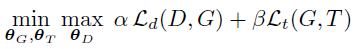 min max α ℒ_d(D, G) + β ℒ_t(G, T)
θ_G,θ_T θ_D